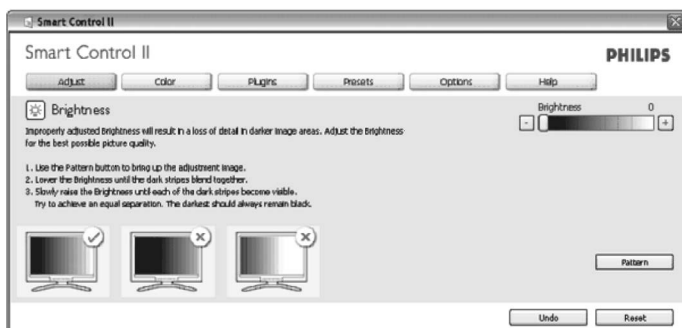 Smart Control II
Smart Control II
PHILIPS
Adjust Color Plugins Presets Options Help
Brightness
Brightness 0
Improperly adjusted Brightness will result in a loss of detail in darker image areas. Adjust the Brightness
for the best possible picture quality.
1. Use the Pattern button to bring up the adjustment image.
2. Lower the Brightness until the dark stripes blend together.
3. Slowly raise the Brightness until each of the dark stripes become visible.
Try to achieve an equal separation. The darkest should always remain black.
Pattern
Undo Reset